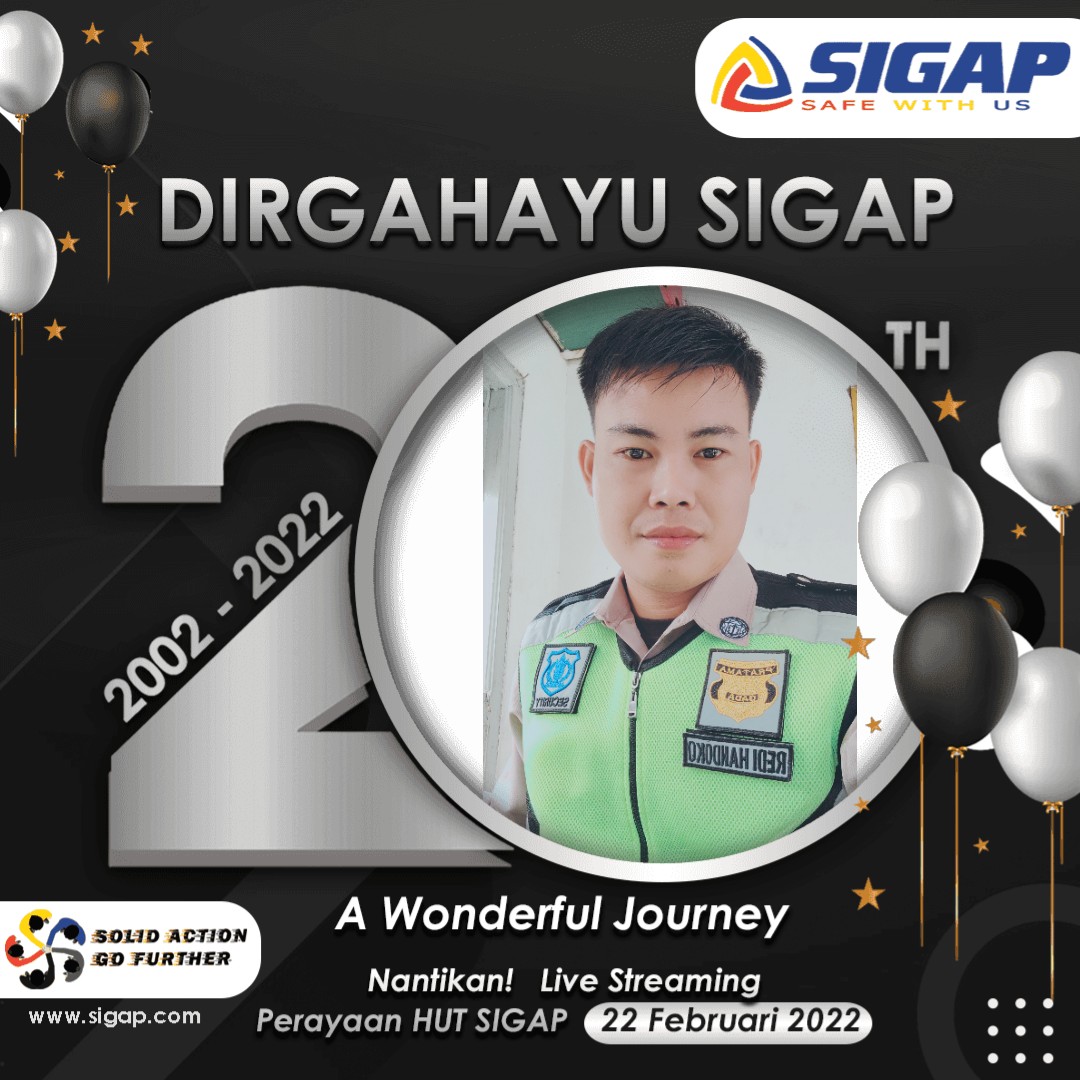 SIGAP
SAFE WITH US
DIRGAHAYU SIGAP
20
TH
2002 - 2022
SECURITY
PRATAMA
GADA
REDI HANDOKO
A Wonderful Journey
SOLID ACTION
GO FURTHER
Nantikan! Live Streaming
www.sigap.com
Perayaan HUT SIGAP 22 Februari 2022